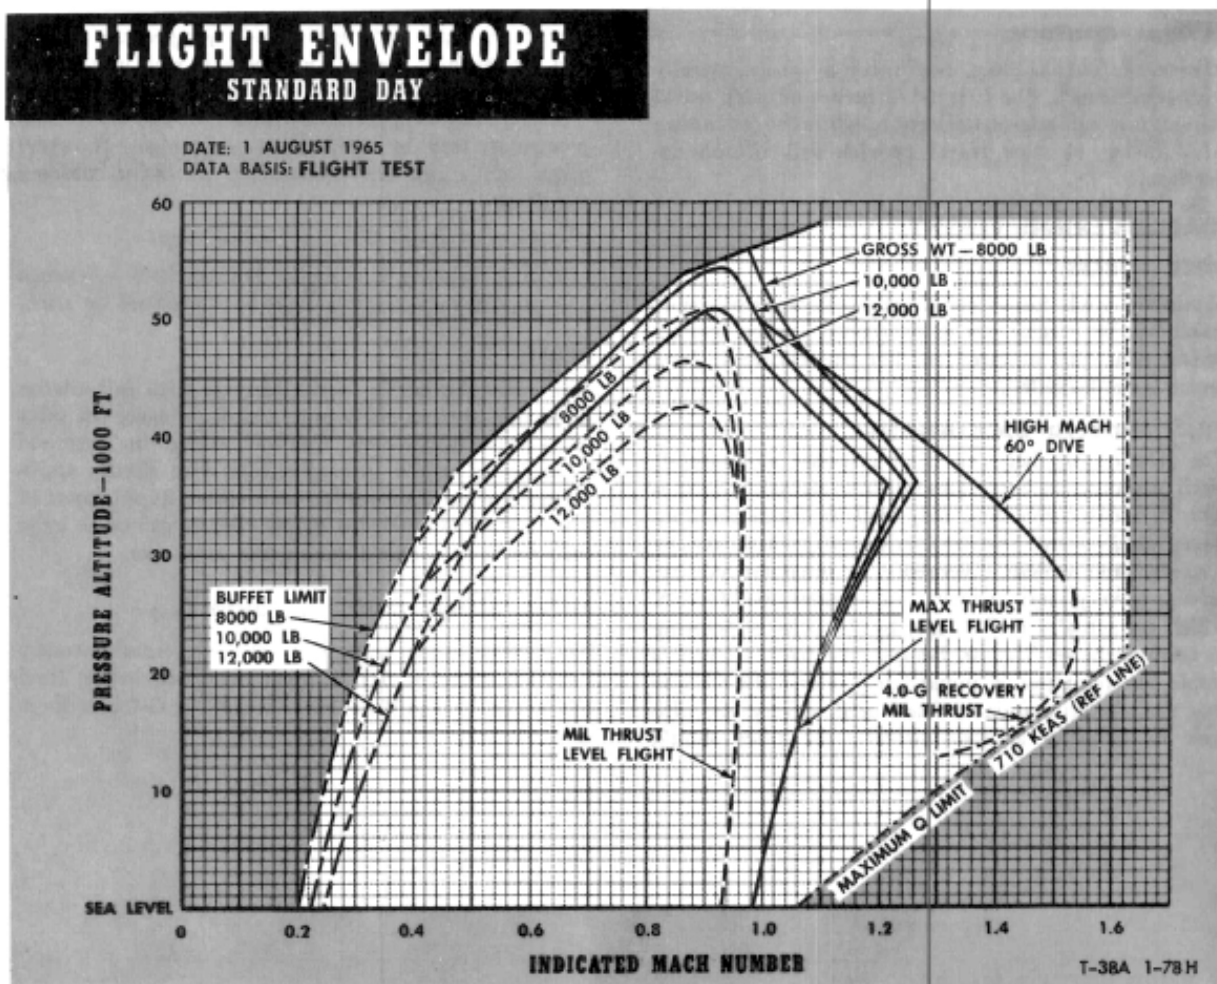 FLIGHT ENVELOPE
STANDARD DAY
DATE: 1 AUGUST 1965
DATA BASIS: FLIGHT TEST
60
50
40
30
20
10
SEA LEVEL
PRESSURE ALTITUDE—1000 FT
GROSS WT—8000 LB
10,000 LB
12,000 LB
8000 LB
10,000 LB
12,000 LB
HIGH MACH
60° DIVE
BUFFET LIMIT
8000 LB
10,000 LB
12,000 LB
MAX THRUST
LEVEL FLIGHT
4.0-G RECOVERY
MIL THRUST
MIL THRUST
LEVEL FLIGHT
710 KEAS (REF LINE)
MAXIMUM Q LIMIT
0 0.2 0.4 0.6 0.8 1.0 1.2 1.4 1.6
INDICATED MACH NUMBER
T-38A 1-78H